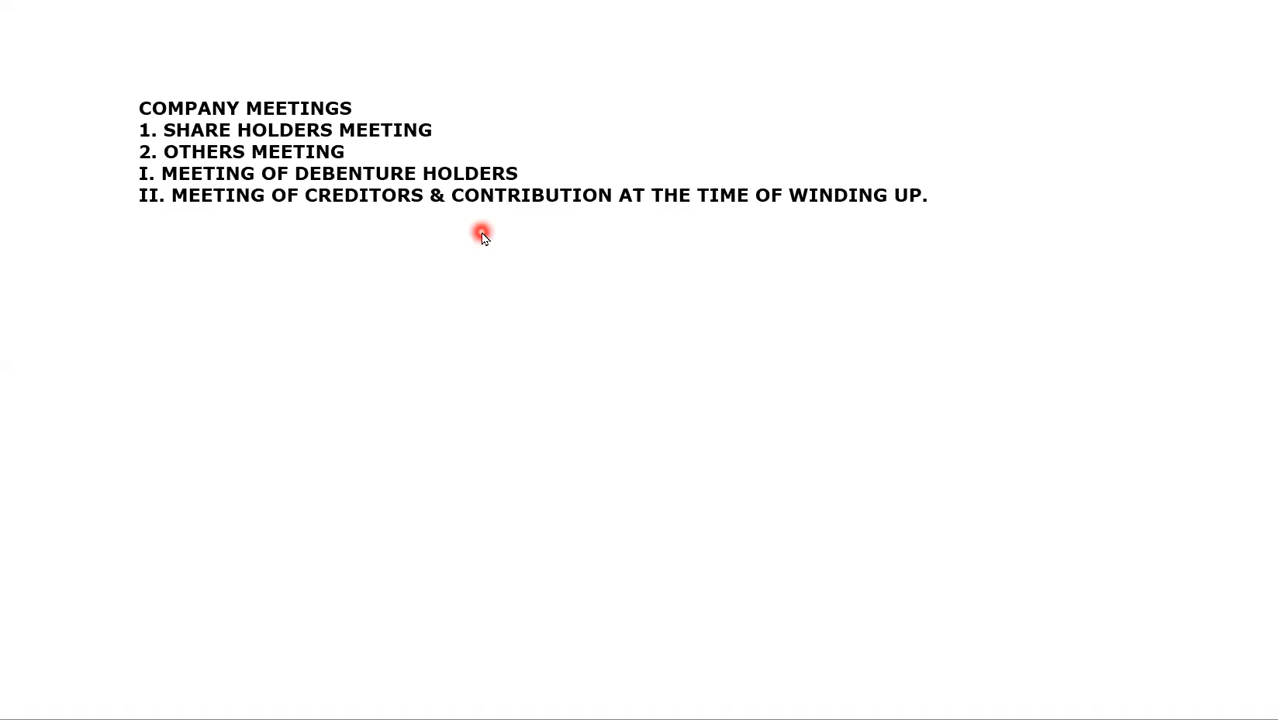 COMPANY MEETINGS
1. SHARE HOLDERS MEETING
2. OTHERS MEETING
I. MEETING OF DEBENTURE HOLDERS
II. MEETING OF CREDITORS & CONTRIBUTION AT THE TIME OF WINDING UP.